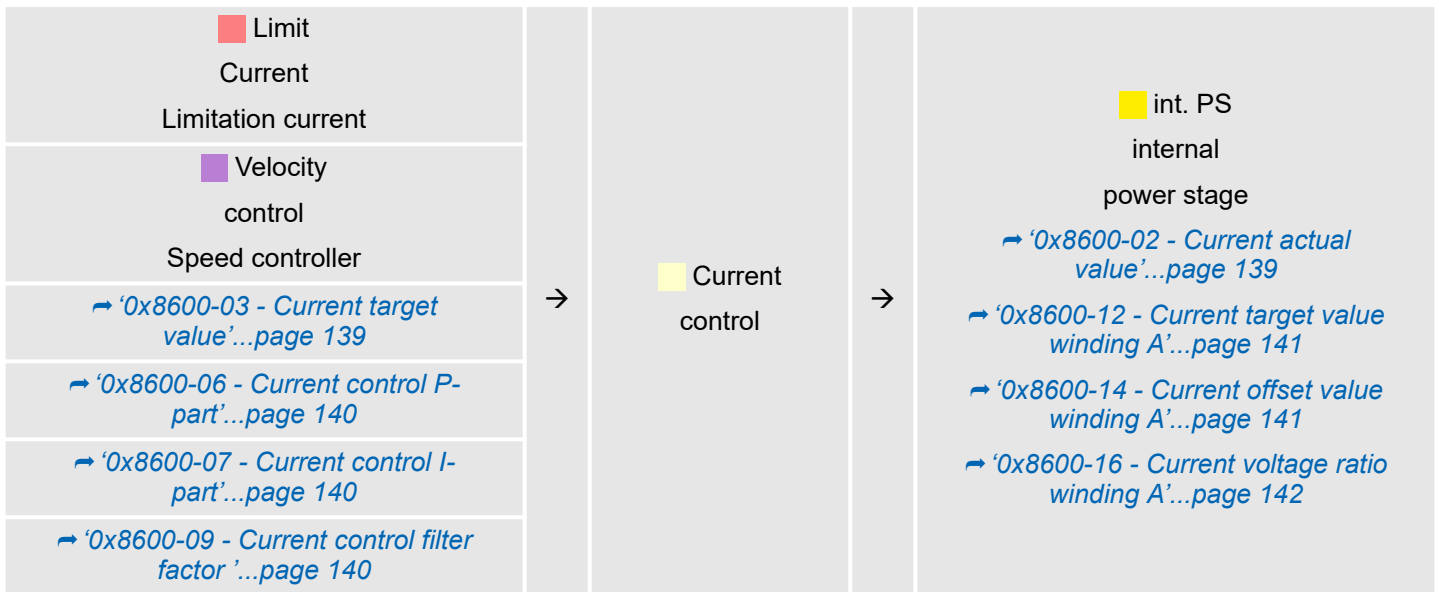 Limit
Current
Limitation current
Velocity
control
Speed controller
➦ ‘0x8600-03 - Current target
value’...page 139
➦ ‘0x8600-06 - Current control P-
part’...page 140
➦ ‘0x8600-07 - Current control I-
part’...page 140
➦ ‘0x8600-09 - Current control filter
factor ’...page 140
→
Current
control
→
int. PS
internal
power stage
➦ ‘0x8600-02 - Current actual
value’...page 139
➦ ‘0x8600-12 - Current target value
winding A’...page 141
➦ ‘0x8600-14 - Current offset value
winding A’...page 141
➦ ‘0x8600-16 - Current voltage ratio
winding A’...page 142